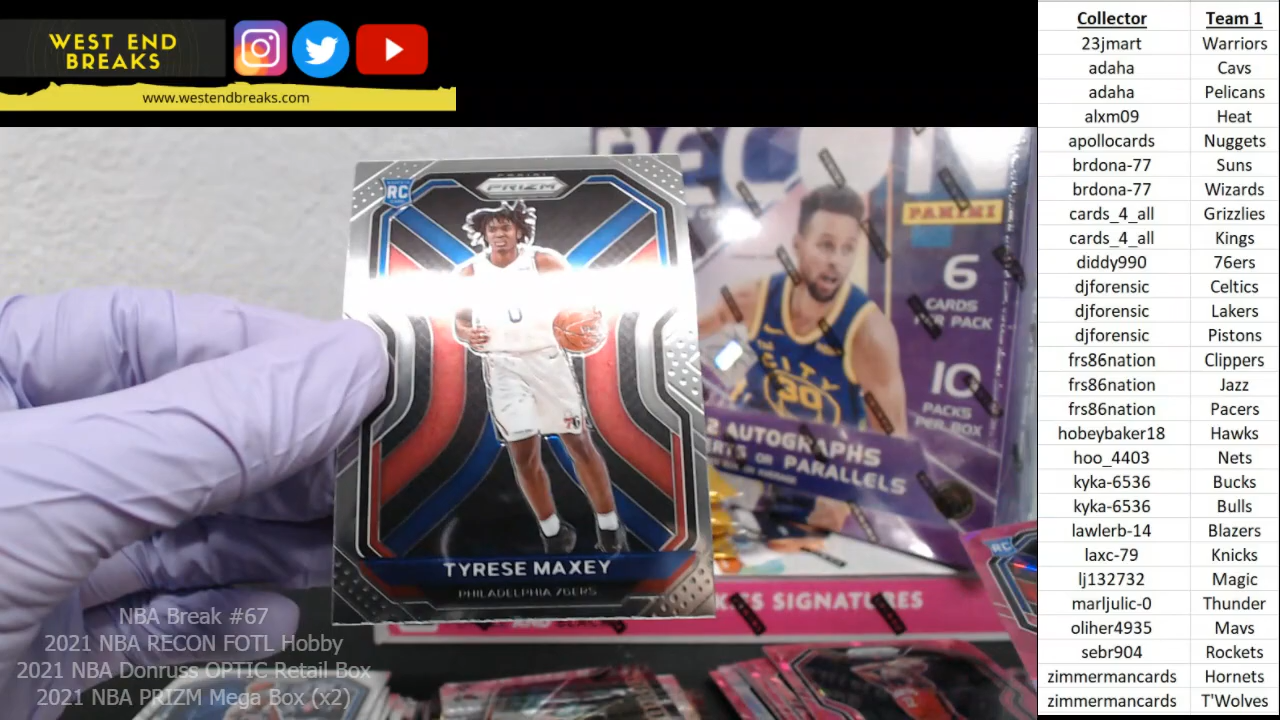 WEST END
BREAKS
www.westendbreaks.com
RC
PRIZM
TYRESE MAXEY
PHILADELPHIA 76ERS
PANINI
6
CARDS
PER PACK
10
PACKS
PER BOX
2 AUTOGRAPHS
OR PARALLELS
30
SIGNATURES
RC
NBA Break #67
2021 NBA RECON FOTL Hobby
2021 NBA Donruss OPTIC Retail Box
2021 NBA PRIZM Mega Box (x2)
Collector Team 1
23jmart Warriors
adaha Cavs
adaha Pelicans
alxm09 Heat
apollocards Nuggets
brdona-77 Suns
brdona-77 Wizards
cards_4_all Grizzlies
cards_4_all Kings
diddy990 76ers
djforensic Celtics
djforensic Lakers
djforensic Pistons
frs86nation Clippers
frs86nation Jazz
frs86nation Pacers
hobeybaker18 Hawks
hoo_4403 Nets
kyka-6536 Bucks
kyka-6536 Bulls
lawlerb-14 Blazers
laxc-79 Knicks
lj132732 Magic
marljulic-0 Thunder
oliher4935 Mavs
sebr904 Rockets
zimmermancards Hornets
zimmermancards T'Wolves